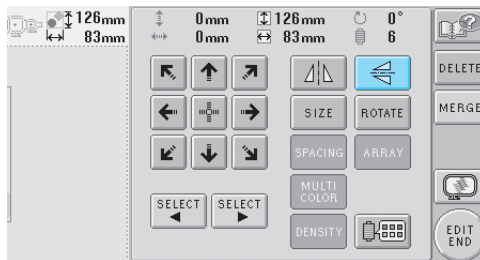 126mm
83mm
0mm 126mm 0°
0mm 83mm 6
DELETE
SIZE ROTATE MERGE
SPACING ARRAY
MULTI
COLOR
SELECT SELECT
DENSITY
EDIT
END